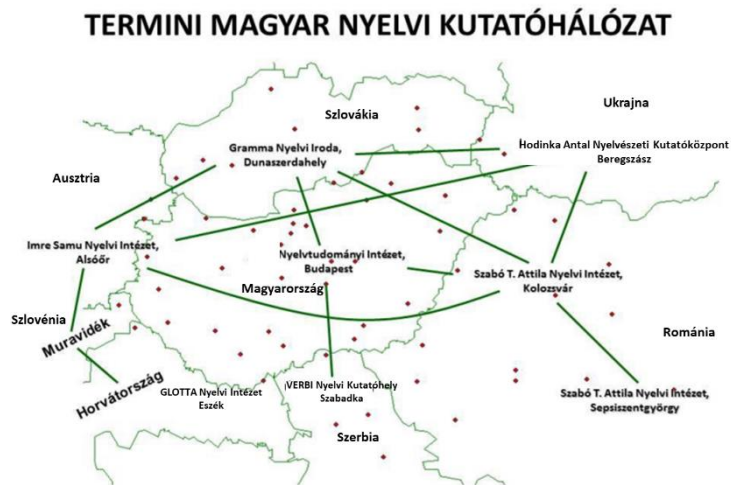 TERMINI MAGYAR NYELVI KUTATÓHÁLÓZAT
Ukrajna
Szlovákia
Hodinka Antal Nyelvészeti Kutatóközpont
Beregszász
Gramma Nyelvi Iroda,
Dunaszerdahely
Ausztria
Imre Samu Nyelvi Intézet,
Alsóőr
Nyelvtudományi Intézet,
Budapest
Szabó T. Attila Nyelvi Intézet,
Kolozsvár
Magyarország
Szlovénia
Muravidék
Románia
Horvátország
GLOTTA Nyelvi Intézet
Eszék
VERBI Nyelvi Kutatóhely
Szabadka
Szabó T. Attila Nyelvi Intézet,
Sepsiszentgyörgy
Szerbia